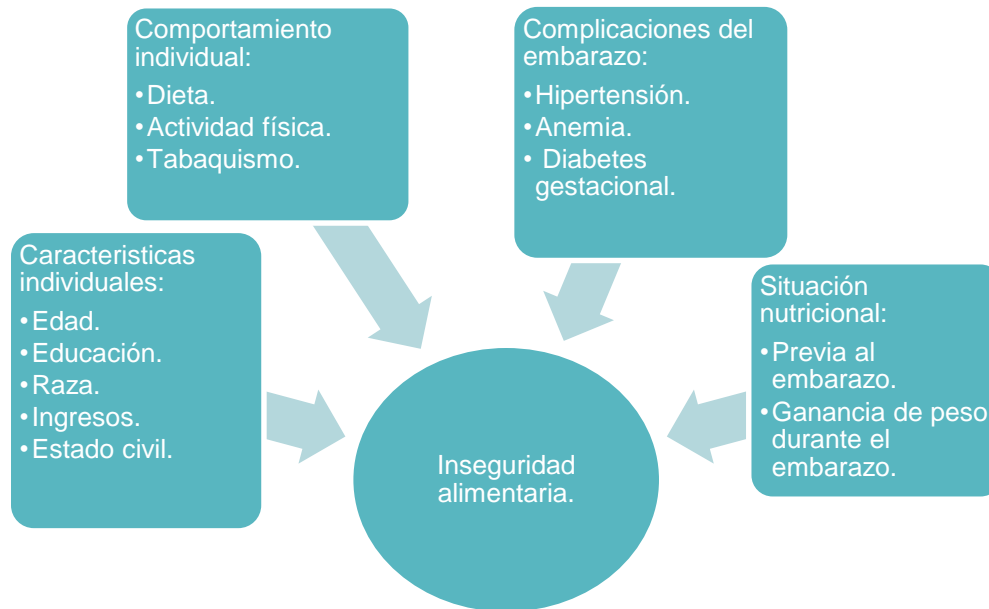 Comportamiento
individual:
•Dieta.
•Actividad física.
•Tabaquismo.
Complicaciones del
embarazo:
•Hipertensión.
•Anemia.
• Diabetes
gestacional.
Caracteristicas
individuales:
•Edad.
•Educación.
•Raza.
•Ingresos.
•Estado civil.
Situación
nutricional:
•Previa al
embarazo.
•Ganancia de peso
durante el
embarazo.
Inseguridad
alimentaria.